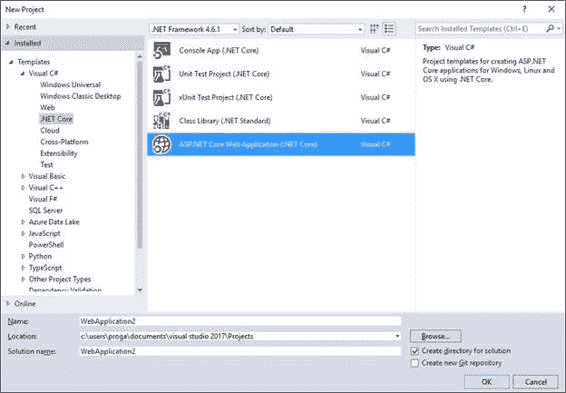 New Project
Recent
.NET Framework 4.6.1
Sort by:
Default
Search Installed Templates (Ctrl+E)
Installed
Templates
Visual C#
Windows Universal
Windows Classic Desktop
Web
.NET Core
Cloud
Cross-Platform
Extensibility
Test
Visual Basic
Visual C++
Visual F#
SQL Server
Azure Data Lake
JavaScript
PowerShell
Python
TypeScript
Other Project Types
Dependency Validation
Online
Console App (.NET Core)
Visual C#
Unit Test Project (.NET Core)
Visual C#
xUnit Test Project (.NET Core)
Visual C#
Class Library (.NET Standard)
Visual C#
ASP.NET Core Web Application (.NET Core)
Visual C#
Type: Visual C#
Project templates for creating ASP.NET
Core applications for Windows, Linux and
OS X using .NET Core.
Name:
WebApplication2
Location:
c:\users\proga\documents\visual studio 2017\Projects
Browse...
Solution name:
WebApplication2
Create directory for solution
Create new Git repository
OK
Cancel